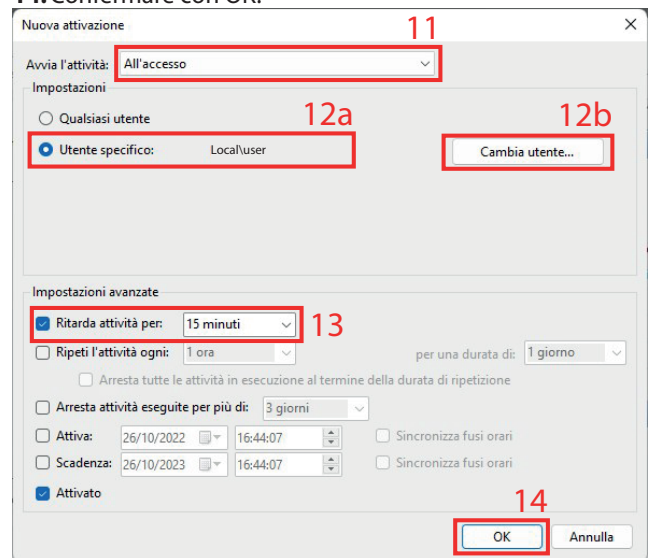 14. Confermare con OK.
Nuova attivazione
11
Avvia l'attività: All'accesso
Impostazioni
Qualsiasi utente
12a
12b
Utente specifico: Local\user
Cambia utente...
Impostazioni avanzate
Ritarda attività per: 15 minuti
13
Ripeti l'attività ogni: 1 ora per una durata di: 1 giorno
Arresta tutte le attività in esecuzione al termine della durata di ripetizione
Arresta attività eseguite per più di: 3 giorni
Attiva: 26/10/2022 16:44:07 Sincronizza fusi orari
Scadenza: 26/10/2023 16:44:07 Sincronizza fusi orari
Attivato
14
OK Annulla